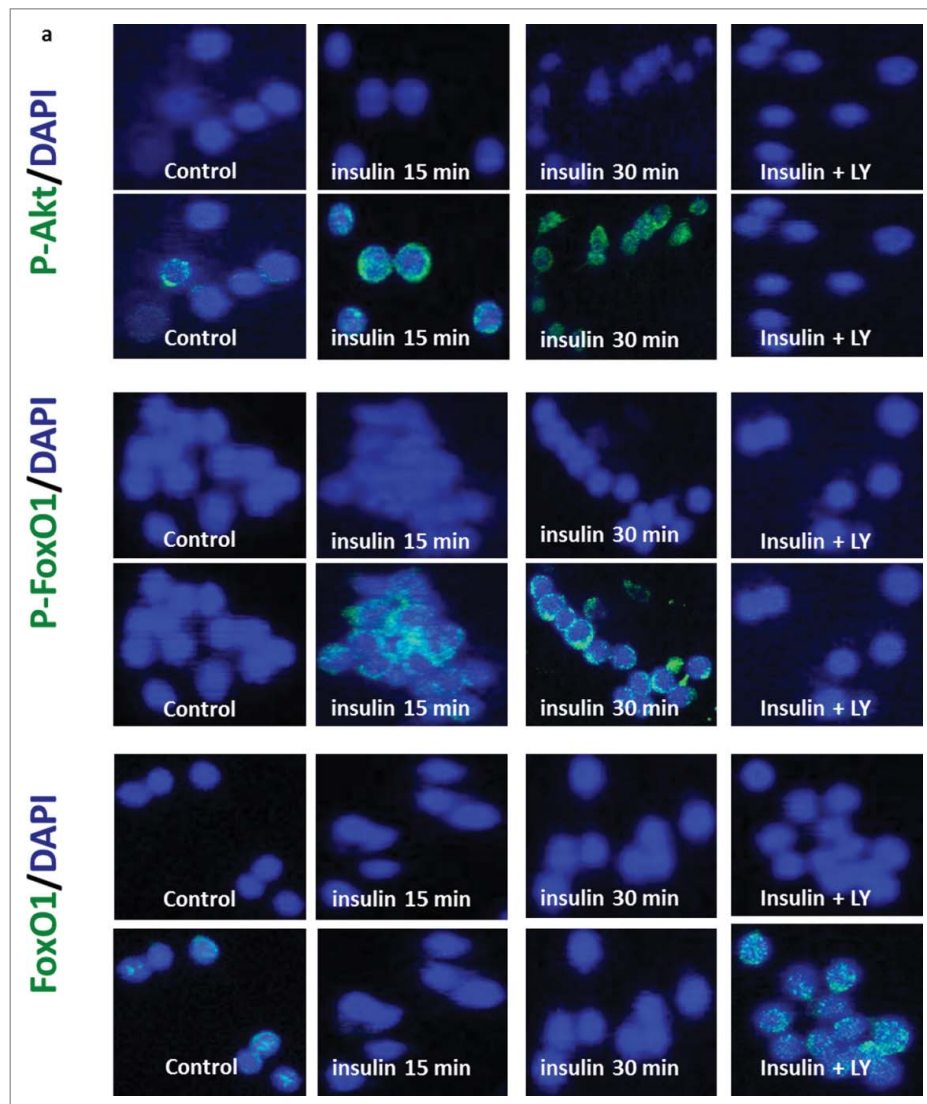 a
P-Akt/DAPI
Control
insulin 15 min
insulin 30 min
Insulin + LY
Control
insulin 15 min
insulin 30 min
Insulin + LY
P-FoxO1/DAPI
Control
insulin 15 min
insulin 30 min
Insulin + LY
Control
insulin 15 min
insulin 30 min
Insulin + LY
FoxO1/DAPI
Control
insulin 15 min
insulin 30 min
Insulin + LY
Control
insulin 15 min
insulin 30 min
Insulin + LY